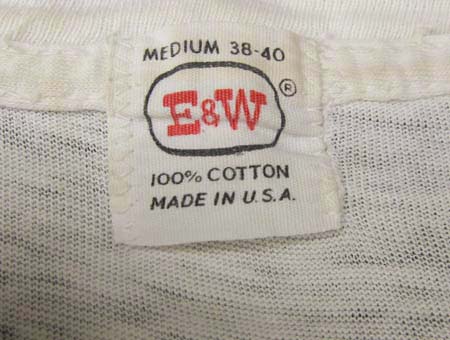 MEDIUM 38-40
E&W ®
100% COTTON
MADE IN U.S.A.